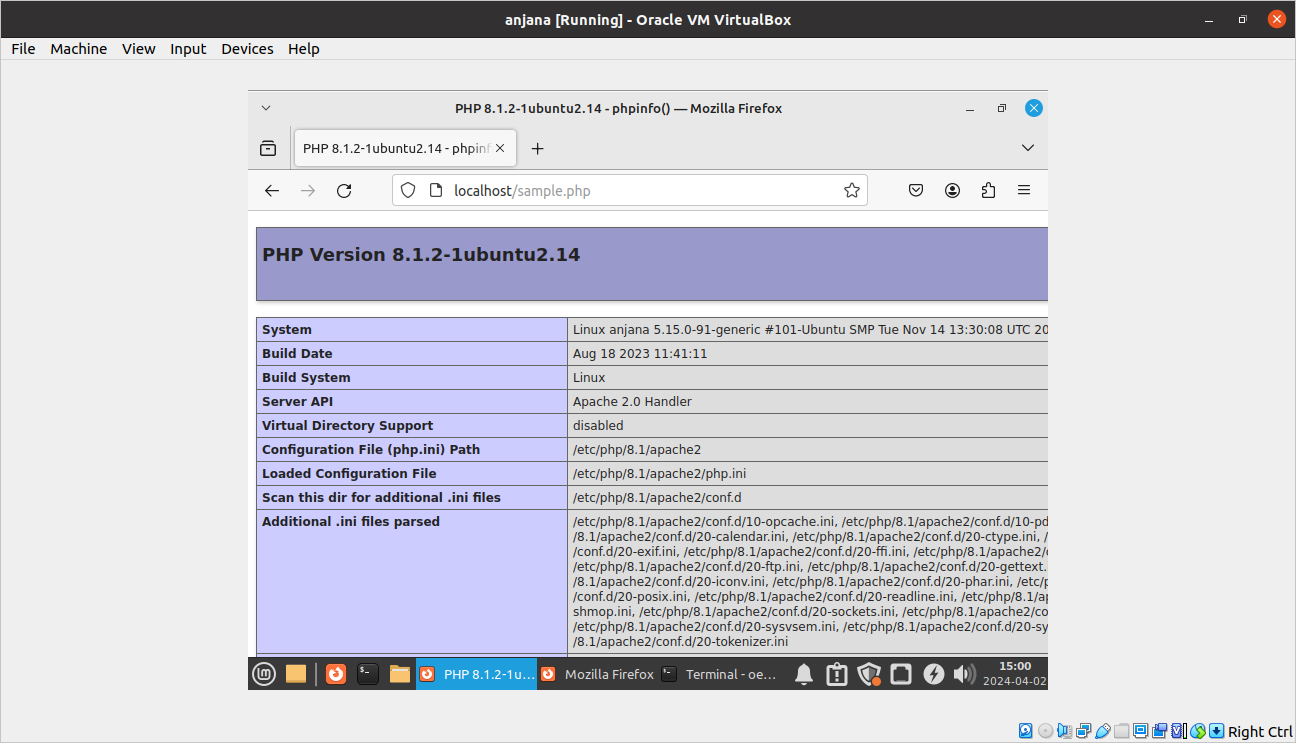 anjana [Running] - Oracle VM VirtualBox
File Machine View Input Devices Help
PHP 8.1.2-1ubuntu2.14 - phpinfo() — Mozilla Firefox
PHP 8.1.2-1ubuntu2.14 - phpinf
localhost/sample.php
PHP Version 8.1.2-1ubuntu2.14
System Linux anjana 5.15.0-91-generic #101-Ubuntu SMP Tue Nov 14 13:30:08 UTC 20
Build Date Aug 18 2023 11:41:11
Build System Linux
Server API Apache 2.0 Handler
Virtual Directory Support disabled
Configuration File (php.ini) Path /etc/php/8.1/apache2
Loaded Configuration File /etc/php/8.1/apache2/php.ini
Scan this dir for additional .ini files /etc/php/8.1/apache2/conf.d
Additional .ini files parsed /etc/php/8.1/apache2/conf.d/10-opcache.ini, /etc/php/8.1/apache2/conf.d/10-pd
/8.1/apache2/conf.d/20-calendar.ini, /etc/php/8.1/apache2/conf.d/20-ctype.ini, /
/conf.d/20-exif.ini, /etc/php/8.1/apache2/conf.d/20-ffi.ini, /etc/php/8.1/apache2/
/etc/php/8.1/apache2/conf.d/20-ftp.ini, /etc/php/8.1/apache2/conf.d/20-gettext.
/8.1/apache2/conf.d/20-iconv.ini, /etc/php/8.1/apache2/conf.d/20-phar.ini, /etc/p
/conf.d/20-posix.ini, /etc/php/8.1/apache2/conf.d/20-readline.ini, /etc/php/8.1/ap
shmop.ini, /etc/php/8.1/apache2/conf.d/20-sockets.ini, /etc/php/8.1/apache2/co
/etc/php/8.1/apache2/conf.d/20-sysvsem.ini, /etc/php/8.1/apache2/conf.d/20-sy
/8.1/apache2/conf.d/20-tokenizer.ini
PHP 8.1.2-1u... Mozilla Firefox Terminal - oe... 15:00
2024-04-02
Right Ctrl